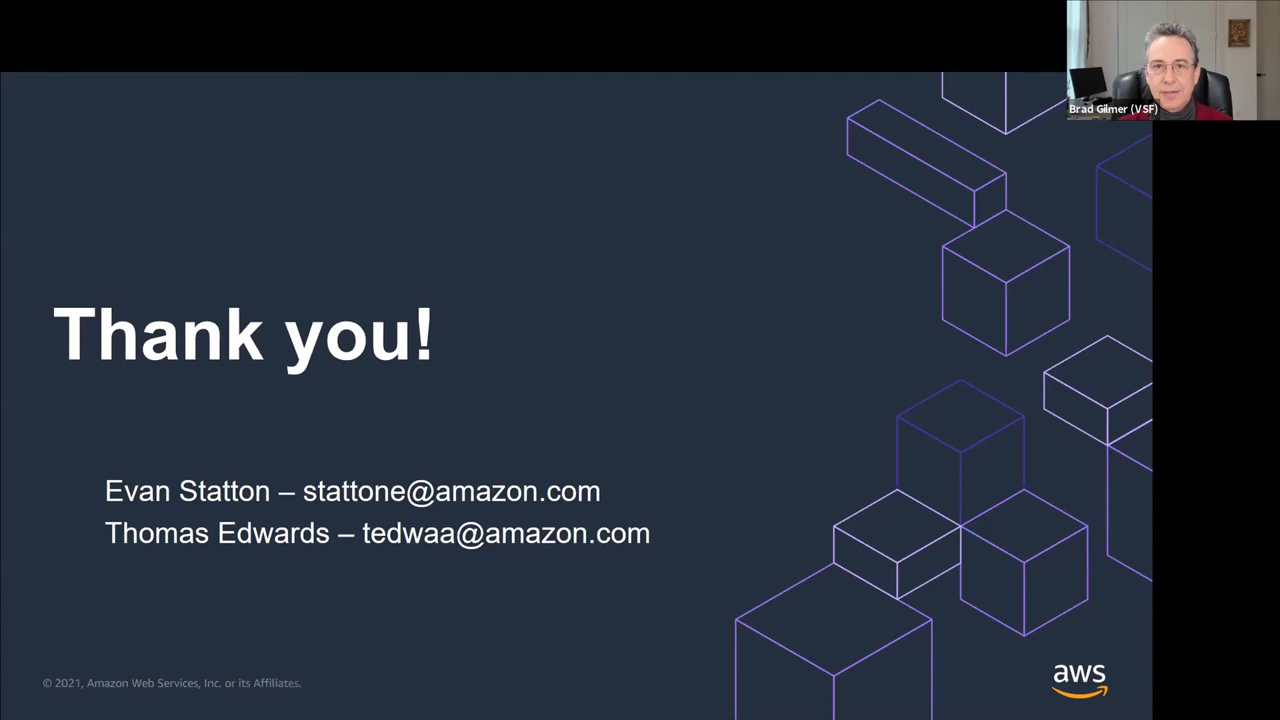 Brad Gilmer (VSF)
Thank you!
Evan Statton – stattone@amazon.com
Thomas Edwards – tedwaa@amazon.com
© 2021, Amazon Web Services, Inc. or its Affiliates.
aws